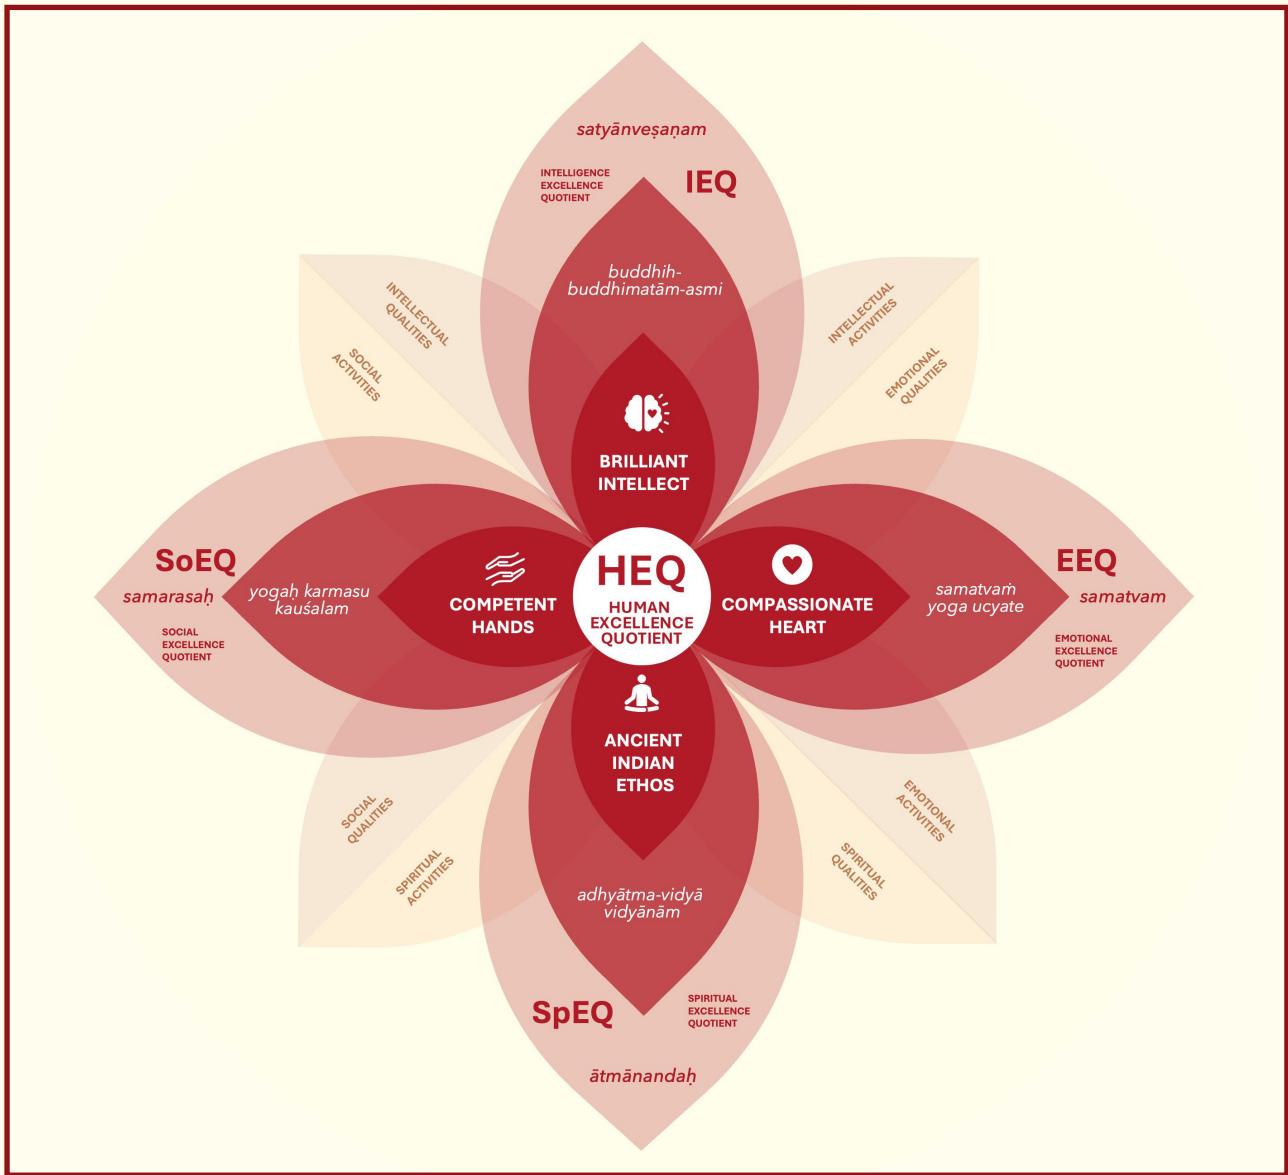 satyānveṣaṇam
INTELLIGENCE
EXCELLENCE
QUOTIENT
IEQ
buddhih-
buddhimatām-asmi
INTELLECTUAL
QUALITIES
SOCIAL
ACTIVITIES
INTELLECTUAL
ACTIVITIES
EMOTIONAL
QUALITIES
BRILLIANT
INTELLECT
SoEQ
samarasaḥ
SOCIAL
EXCELLENCE
QUOTIENT
yogaḥ karmasu
kauśalam
COMPETENT
HANDS
HEQ
HUMAN
EXCELLENCE
QUOTIENT
COMPASSIONATE
HEART
samatvaṁ
yoga ucyate
EEQ
samatvam
EMOTIONAL
EXCELLENCE
QUOTIENT
ANCIENT
INDIAN
ETHOS
SOCIAL
QUALITIES
SPIRITUAL
ACTIVITIES
EMOTIONAL
ACTIVITIES
SPIRITUAL
QUALITIES
adhyātma-vidyā
vidyānām
SpEQ
SPIRITUAL
EXCELLENCE
QUOTIENT
ātmānandaḥ